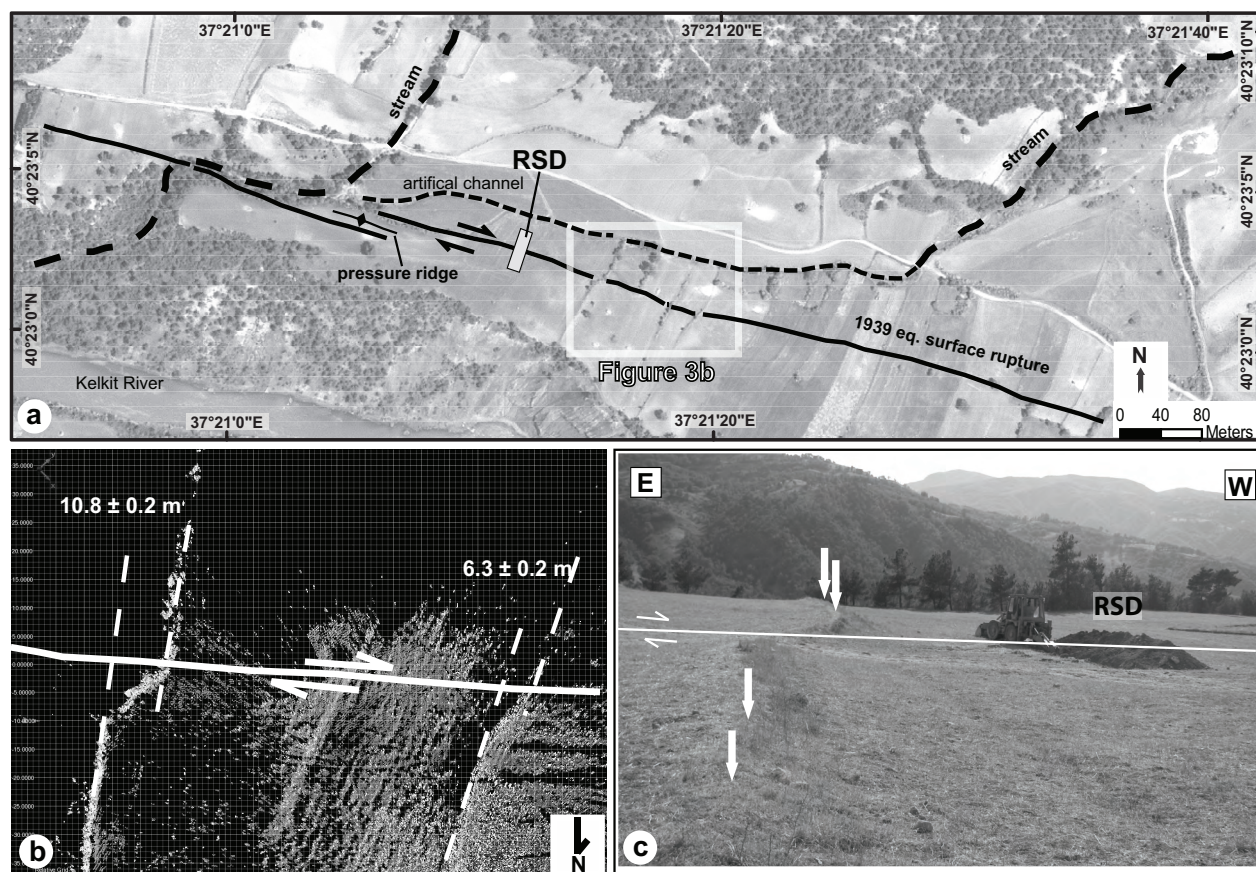 37°21'0"E
37°21'20"E
37°21'40"E
40°23'10"N
stream
stream
40°23'5"N
RSD
40°23'5"N
artifical channel
pressure ridge
40°23'0"N
1939 eq. surface rupture
40°23'0"N
Figure 3b
N
Kelkit River
37°21'0"E
37°21'20"E
0 40 80
Meters
a
10.8 ± 0.2 m
6.3 ± 0.2 m
N
b
E
W
RSD
c